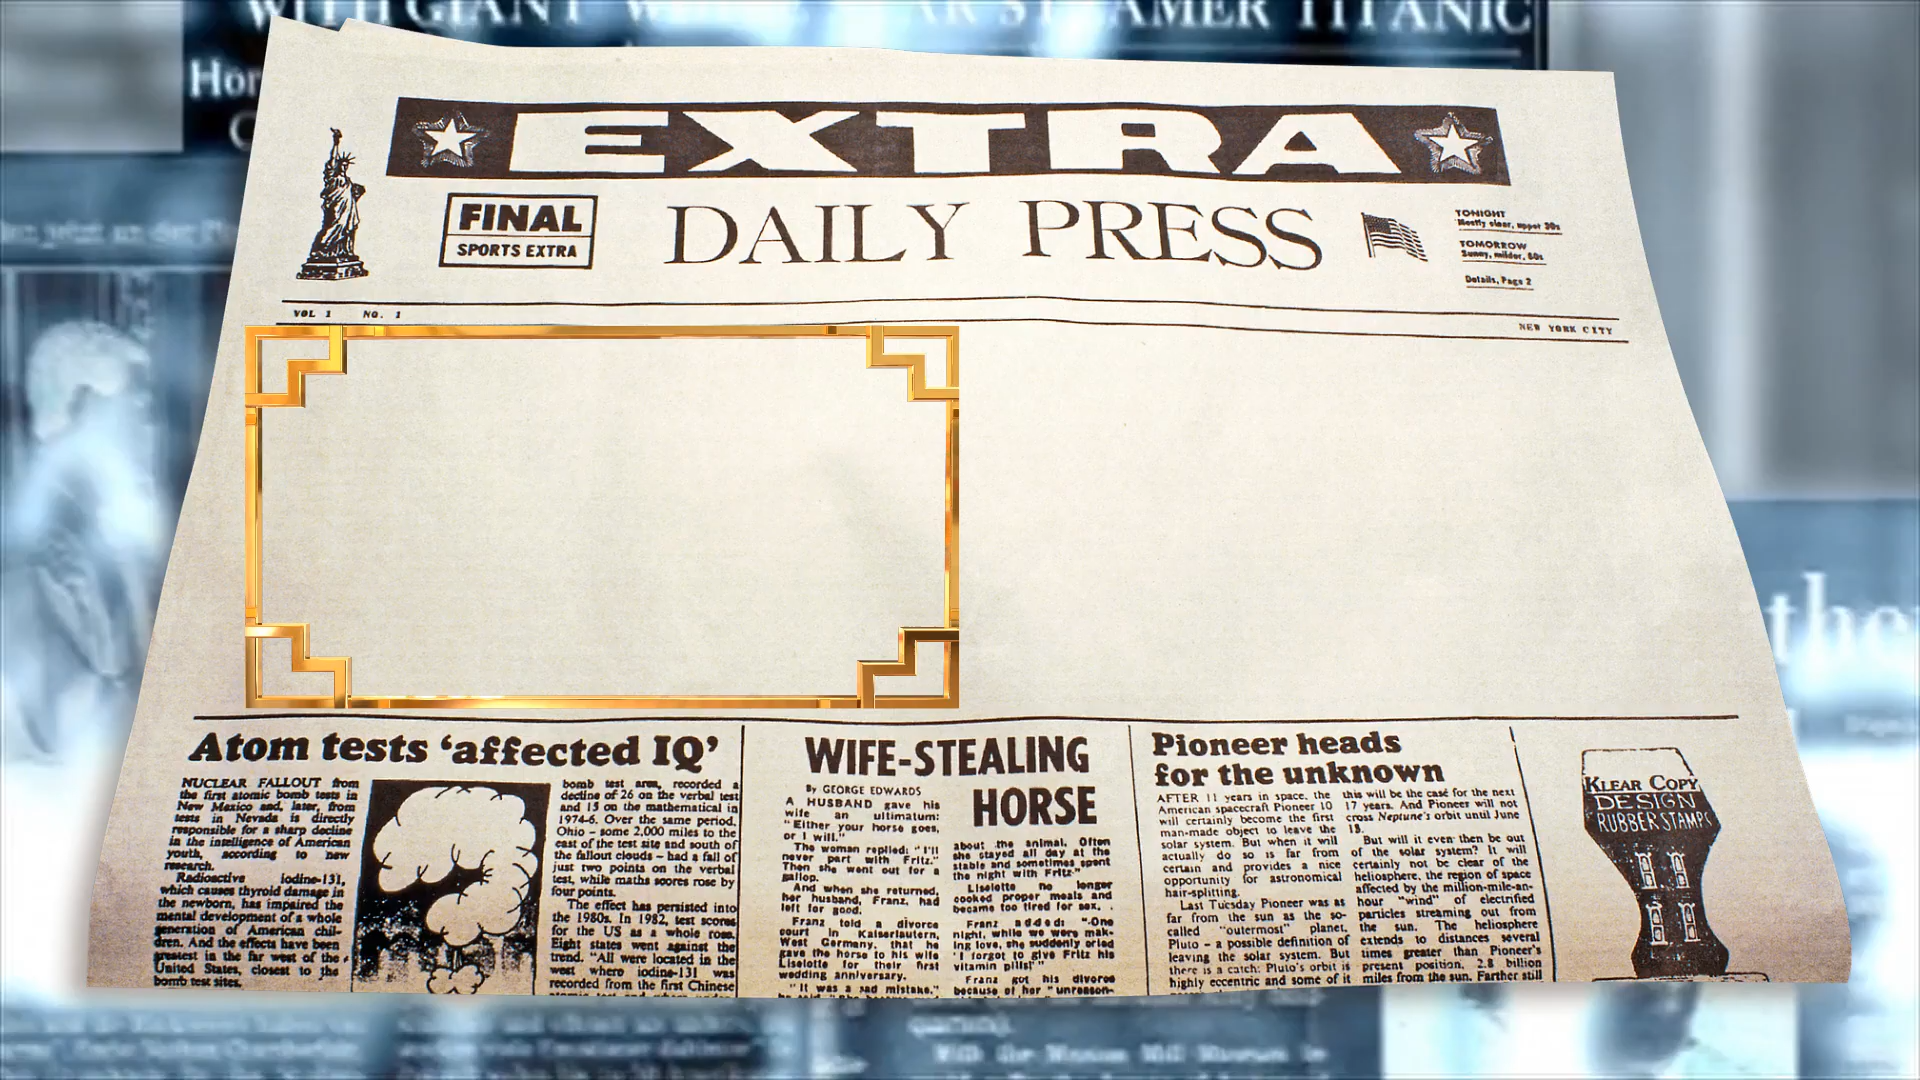 WITH GIANT
AMER TITANIC
EXTRA
FINAL
SPORTS EXTRA
DAILY PRESS
TONIGHT
Mostly clear, upper 30s
TOMORROW
Sunny, milder, 60s
Details, Page 2
VOL 1 NO. 1
NEW YORK CITY
Atom tests ‘affected IQ’
NUCLEAR FALLOUT from
the first atomic bomb tests in
New Mexico and, later, from
tests in Nevada is directly
responsible for a sharp decline
in the intelligence of American
youth, according to new
research.
Radioactive iodine-131,
which causes thyroid damage in
the newborn, has impaired the
mental development of a whole
generation of American chil-
dren. And the effects have been
greatest in the far west of the
United States, closest to the
bomb test sites.
bomb test area, recorded a
decline of 26 on the verbal test
and 15 on the mathematical in
1974-6. Over the same period,
Ohio – some 2,000 miles to the
east of the test site and south of
the fallout clouds – had a fall of
just two points on the verbal
test, while maths scores rose by
four points.
The effect has persisted into
the 1980s. In 1982, test scores
for the US as a whole rose.
Eight states went against the
trend. "All were located in the
west where iodine-131 was
recorded from the first Chinese
WIFE-STEALING
HORSE
By GEORGE EDWARDS
A HUSBAND gave his
wife an ultimatum:
"Either your horse goes,
or I will."
The woman replied: "I'll
never part with Fritz."
Then she went out for a
gallop.
And when she returned,
her husband, Franz, had
left for good.
Franz told a divorce
court in Kaiserlautern,
West Germany, that he
gave the horse to his wife
Liselotte for their first
wedding anniversary.
"It was a sad mistake,"
about the animal. Often
she stayed all day at the
stable and sometimes spent
the night with Fritz."
Liselotte no longer
cooked proper meals and
became too tired for sex.
Franz added: "One
night, while we were mak-
ing love, she suddenly cried
'I forgot to give Fritz his
vitamin pills!'"
Franz got his divorce
because of her "unreason-
Pioneer heads
for the unknown
AFTER 11 years in space, the
American spacecraft Pioneer 10
will certainly become the first
man-made object to leave the
solar system. But when it will
actually do so is far from
certain and provides a nice
opportunity for astronomical
hair-splitting.
Last Tuesday Pioneer was as
far from the sun as the so-
called "outermost" planet,
Pluto – a possible definition of
leaving the solar system. But
there is a catch: Pluto's orbit is
highly eccentric and some of it
this will be the case for the next
17 years. And Pioneer will not
cross Neptune's orbit until June
13.
But will it even then be out
of the solar system? It will
certainly not be clear of the
heliosphere, the region of space
affected by the million-mile-an-
hour "wind" of electrified
particles streaming out from
the sun. The heliosphere
extends to distances several
times greater than Pioneer's
present position, 2.8 billion
miles from the sun. Farther still
KLEAR COPY
DESIGN
RUBBER STAMPS
the